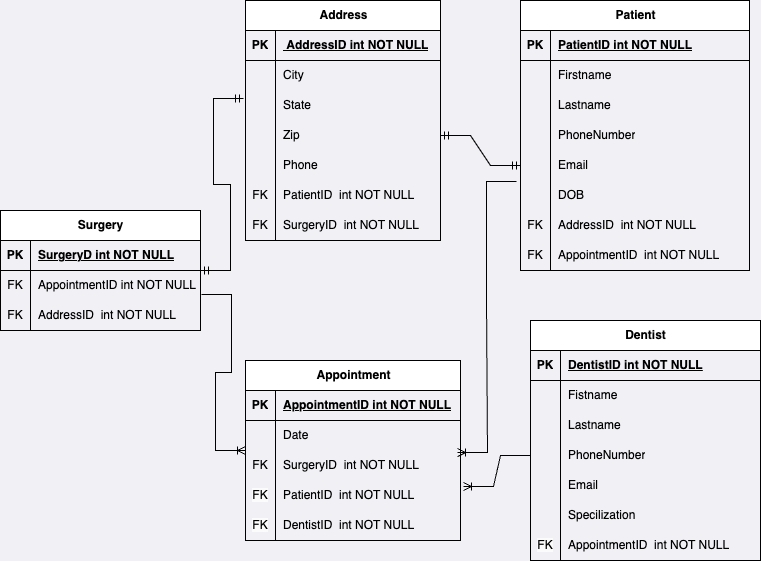 Address
PK AddressID int NOT NULL
City
State
Zip
Phone
FK PatientID int NOT NULL
FK SurgeryID int NOT NULL
Patient
PK PatientID int NOT NULL
Firstname
Lastname
PhoneNumber
Email
DOB
FK AddressID int NOT NULL
FK AppointmentID int NOT NULL
Surgery
PK SurgeryD int NOT NULL
FK AppointmentID int NOT NULL
FK AddressID int NOT NULL
Appointment
PK AppointmentID int NOT NULL
Date
FK SurgeryID int NOT NULL
FK PatientID int NOT NULL
FK DentistID int NOT NULL
Dentist
PK DentistID int NOT NULL
Fistname
Lastname
PhoneNumber
Email
Specilization
FK AppointmentID int NOT NULL